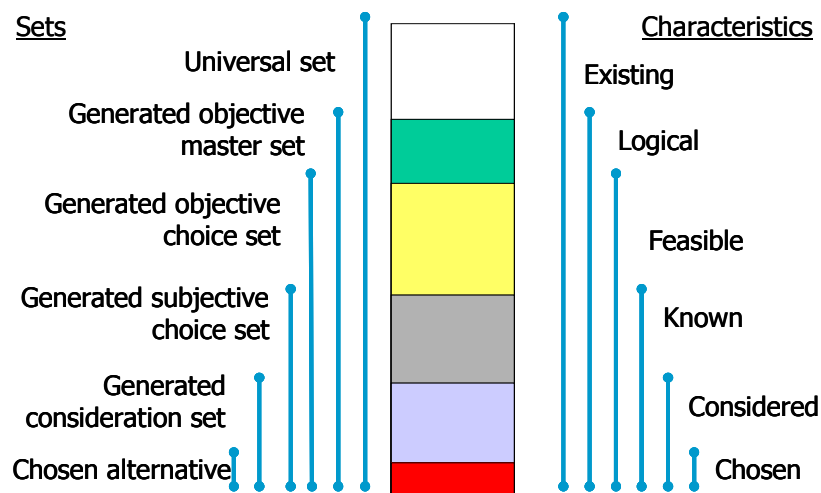 Sets
Characteristics
Universal set
Existing
Generated objective
master set
Logical
Generated objective
choice set
Feasible
Generated subjective
choice set
Known
Generated
consideration set
Considered
Chosen alternative
Chosen